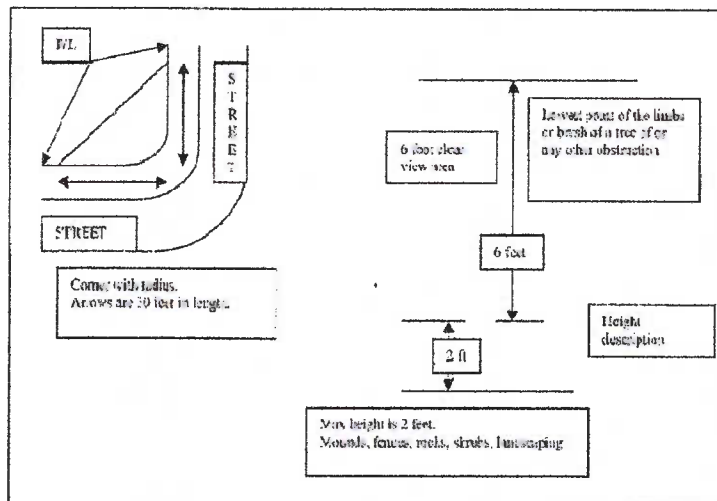 STREET
STREET
Corner with radius.
Arrows are 30 feet in length.
6 foot clear
view area
Lowest point of the limbs
or brush of a tree of or
any other obstruction
6 feet
2 ft
Height
description
Max height is 2 feet.
Mounds, fences, rocks, shrubs, landscaping